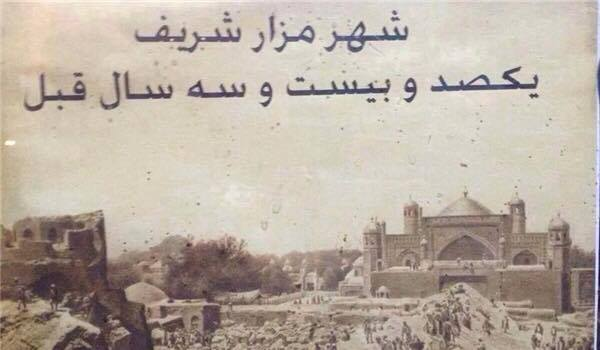 شهر مزار شریف
یکصد و بیست و سه سال قبل